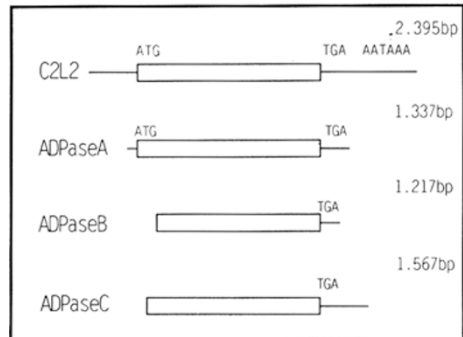 2.395bp
ATG TGA AATAAA
C2L2
1.337bp
ATG TGA
ADPaseA
1.217bp
TGA
ADPaseB
1.567bp
TGA
ADPaseC